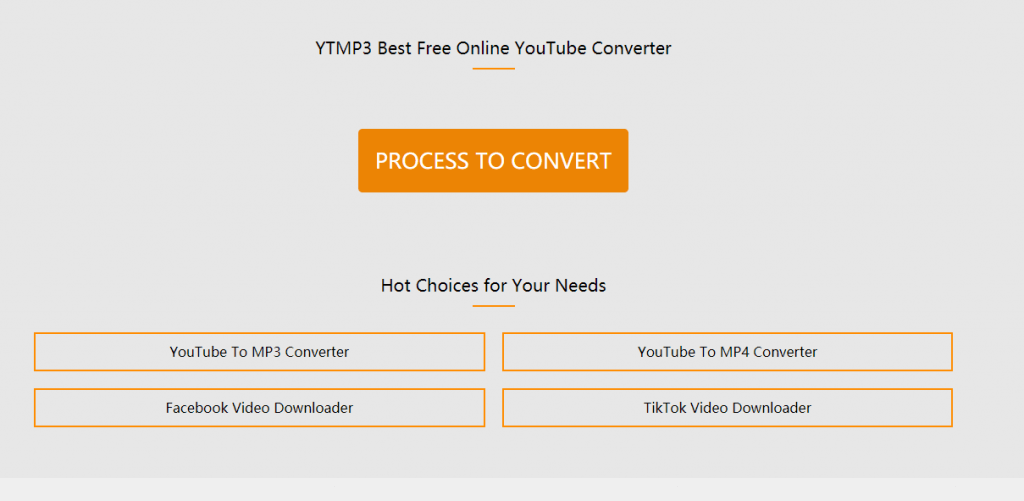 YTMP3 Best Free Online YouTube Converter
PROCESS TO CONVERT
Hot Choices for Your Needs
YouTube To MP3 Converter
YouTube To MP4 Converter
Facebook Video Downloader
TikTok Video Downloader